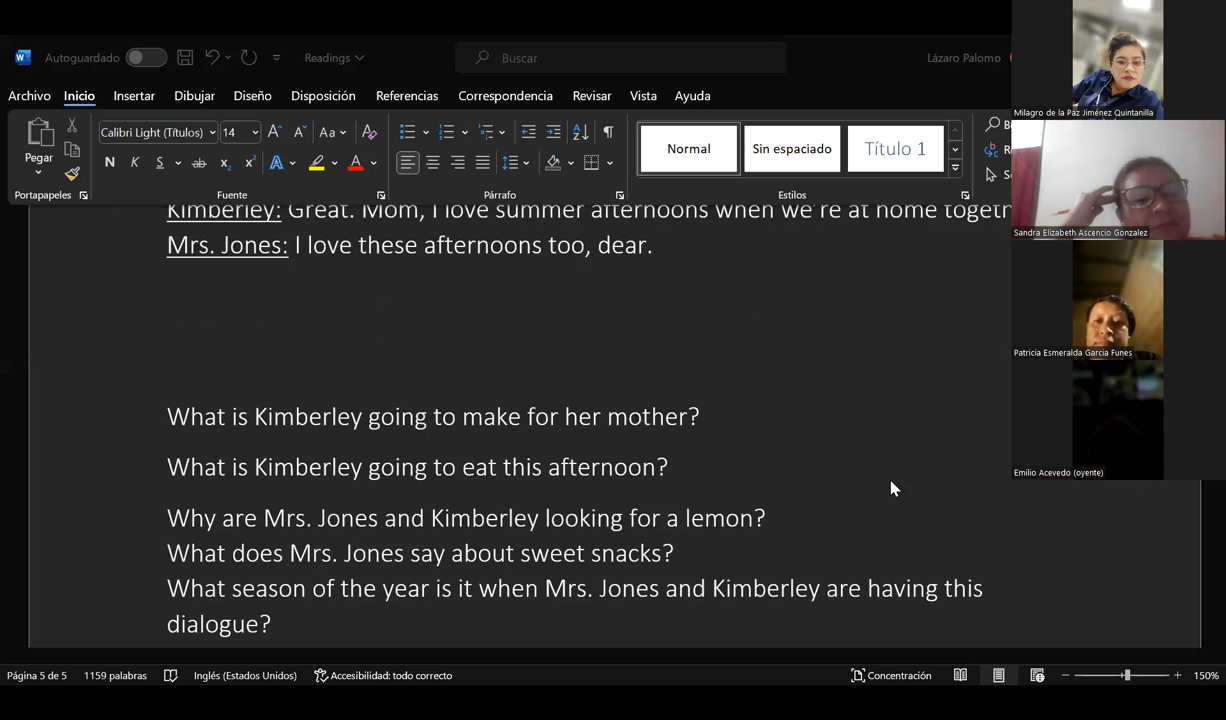 Autoguardado
Readings
Buscar
Lázaro Palomo
Archivo Inicio Insertar Dibujar Diseño Disposición Referencias Correspondencia Revisar Vista Ayuda
Pegar
Calibri Light (Títulos) 14
Aa
N K S ab x2 x2 A A
Normal
Sin espaciado
Título 1
Portapapeles Fuente Párrafo Estilos
Kimberley: Great. Mom, I love summer afternoons when we're at home
Mrs. Jones: I love these afternoons too, dear.
What is Kimberley going to make for her mother?
What is Kimberley going to eat this afternoon?
Why are Mrs. Jones and Kimberley looking for a lemon?
What does Mrs. Jones say about sweet snacks?
What season of the year is it when Mrs. Jones and Kimberley are having this
dialogue?
Página 5 de 5 1159 palabras Inglés (Estados Unidos) Accesibilidad: todo correcto Concentración 150%
Milagro de la Paz Jiménez Quintanilla
Sandra Elizabeth Ascencio Gonzalez
Patricia Esmeralda Garcia Funes
Emilio Acevedo (oyente)